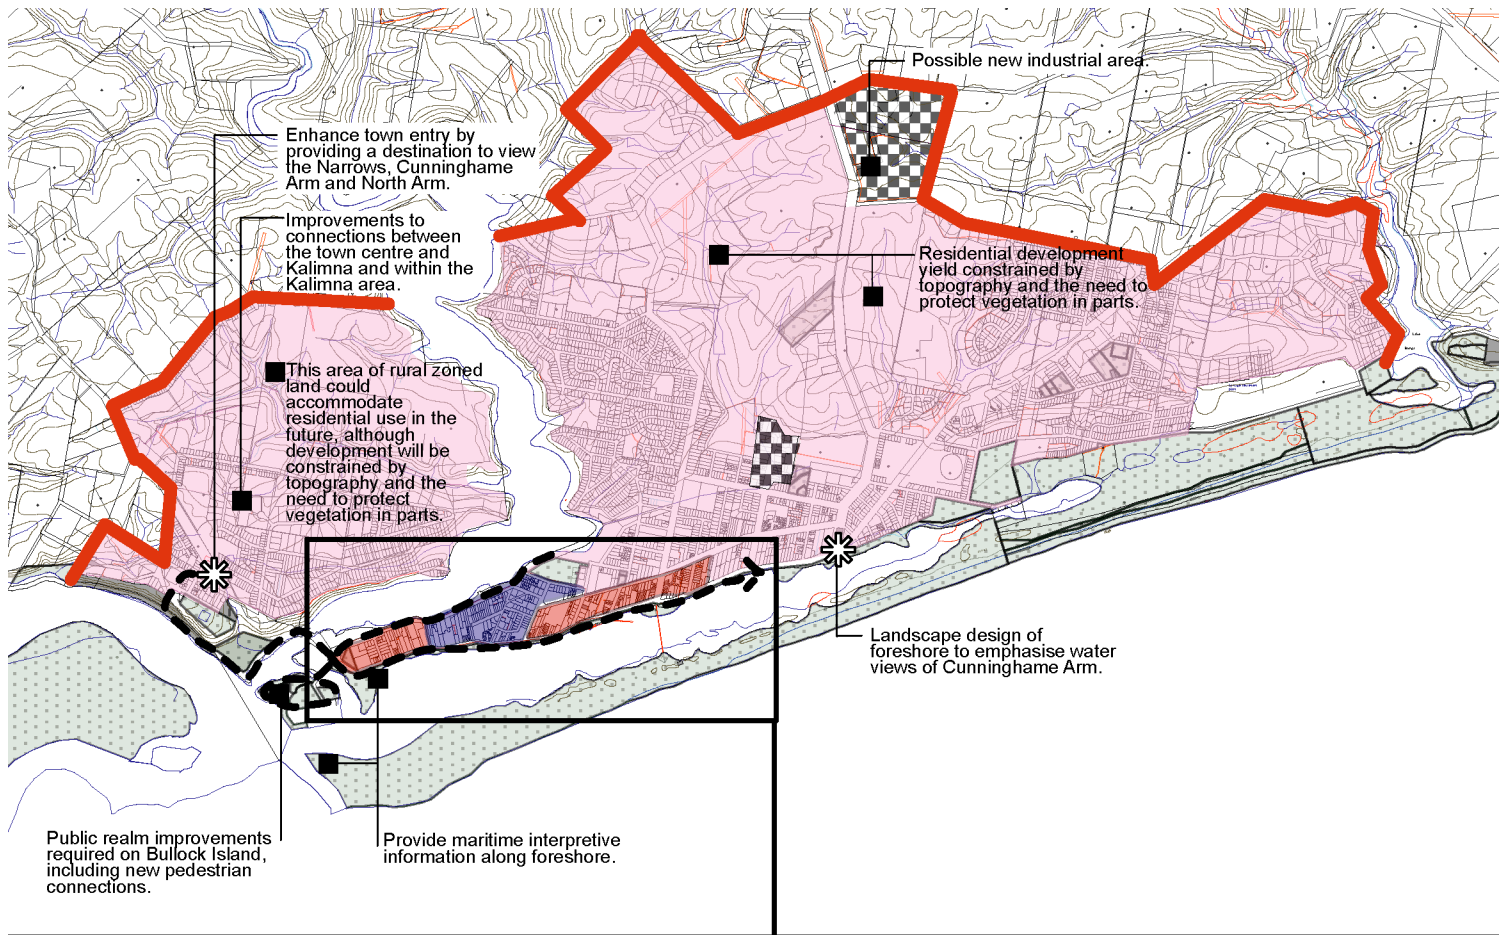 Possible new industrial area.
Enhance town entry by
providing a destination to view
the Narrows, Cunninghame
Arm and North Arm.
Improvements to
connections between
the town centre and
Kalimna and within the
Kalimna area.
Residential development
yield constrained by
topography and the need to
protect vegetation in parts.
This area of rural zoned
land could
accommodate
residential use in the
future, although
development will be
constrained by
topography and the
need to protect
vegetation in parts.
Landscape design of
foreshore to emphasise water
views of Cunninghame Arm.
Public realm improvements
required on Bullock Island,
including new pedestrian
connections.
Provide maritime interpretive
information along foreshore.